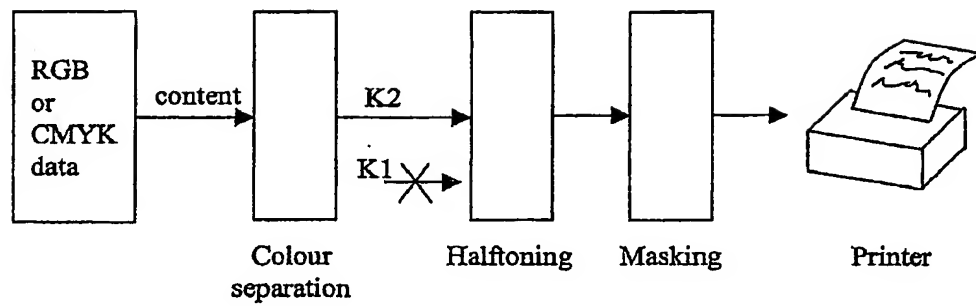 RGB
or
CMYK
data
content
K2
K1
Colour
separation
Halftoning
Masking
Printer